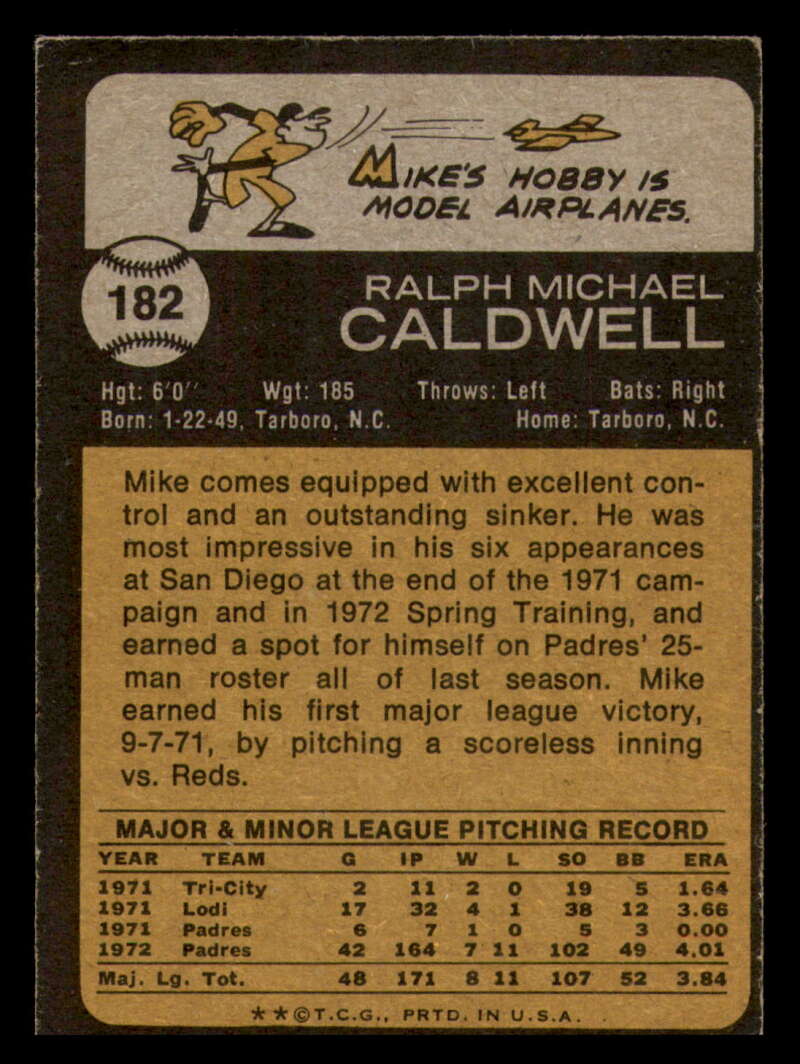 MIKE'S HOBBY IS
MODEL AIRPLANES.
182
RALPH MICHAEL
CALDWELL
Hgt: 6'0" Wgt: 185 Throws: Left Bats: Right
Born: 1-22-49, Tarboro, N.C. Home: Tarboro, N.C.
Mike comes equipped with excellent con-
trol and an outstanding sinker. He was
most impressive in his six appearances
at San Diego at the end of the 1971 cam-
paign and in 1972 Spring Training, and
earned a spot for himself on Padres' 25-
man roster all of last season. Mike
earned his first major league victory,
9-7-71, by pitching a scoreless inning
vs. Reds.
MAJOR & MINOR LEAGUE PITCHING RECORD
YEAR TEAM G IP W L SO BB ERA
1971 Tri-City 2 11 2 0 19 5 1.64
1971 Lodi 17 32 4 1 38 12 3.66
1971 Padres 6 7 1 0 5 3 0.00
1972 Padres 42 164 7 11 102 49 4.01
Maj. Lg. Tot. 48 171 8 11 107 52 3.84
★★©T.C.G., PRTD. IN U.S.A.